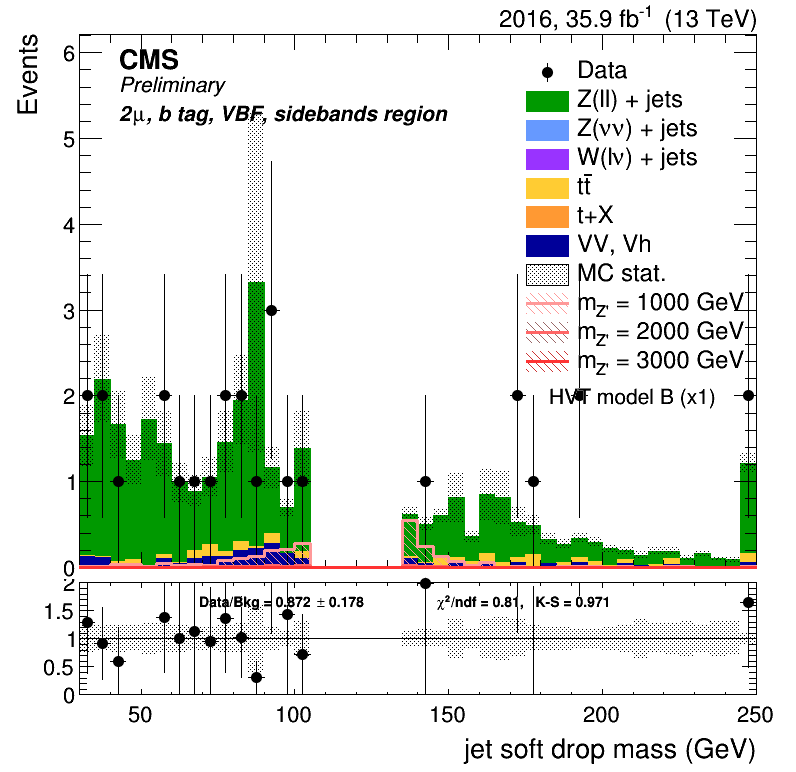 2016, 35.9 fb⁻¹ (13 TeV)
Events
CMS
Preliminary
2μ, b tag, VBF, sidebands region
Data
Z(ll) + jets
Z(νν) + jets
W(lν) + jets
tt̄
t+X
VV, Vh
MC stat.
m_Z' = 1000 GeV
m_Z' = 2000 GeV
m_Z' = 3000 GeV
HVT model B (x1)
6
5
4
3
2
1
0
2
1.5
1
0.5
0
Data/Bkg = 0.872 ± 0.178
χ²/ndf = 0.81, K-S = 0.971
50 100 150 200 250
jet soft drop mass (GeV)